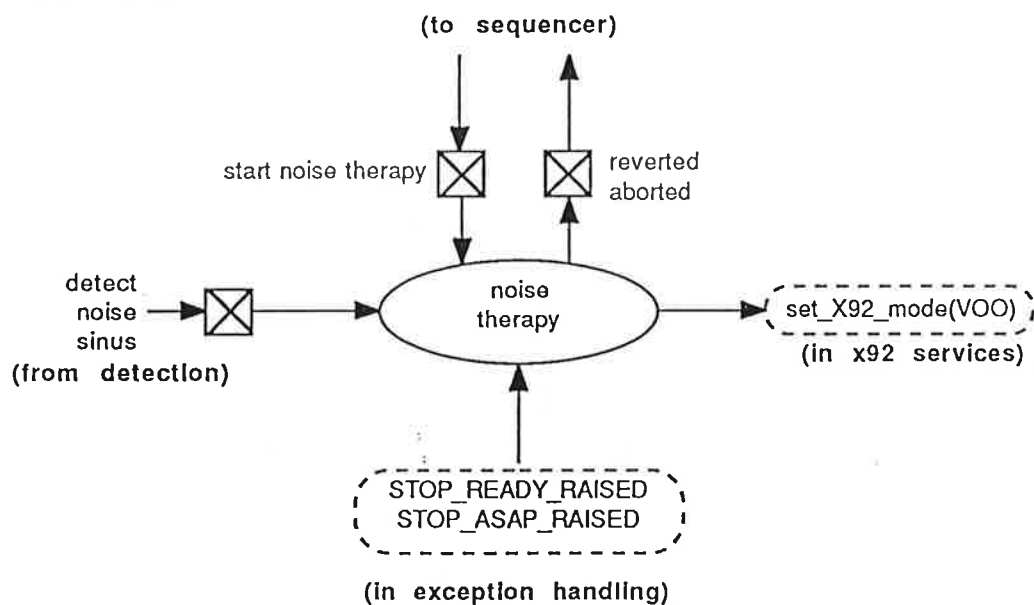 (to sequencer)
start noise therapy
reverted
aborted
detect
noise
sinus
(from detection)
noise
therapy
set_X92_mode(VOO)
(in x92 services)
STOP_READY_RAISED
STOP_ASAP_RAISED
(in exception handling)